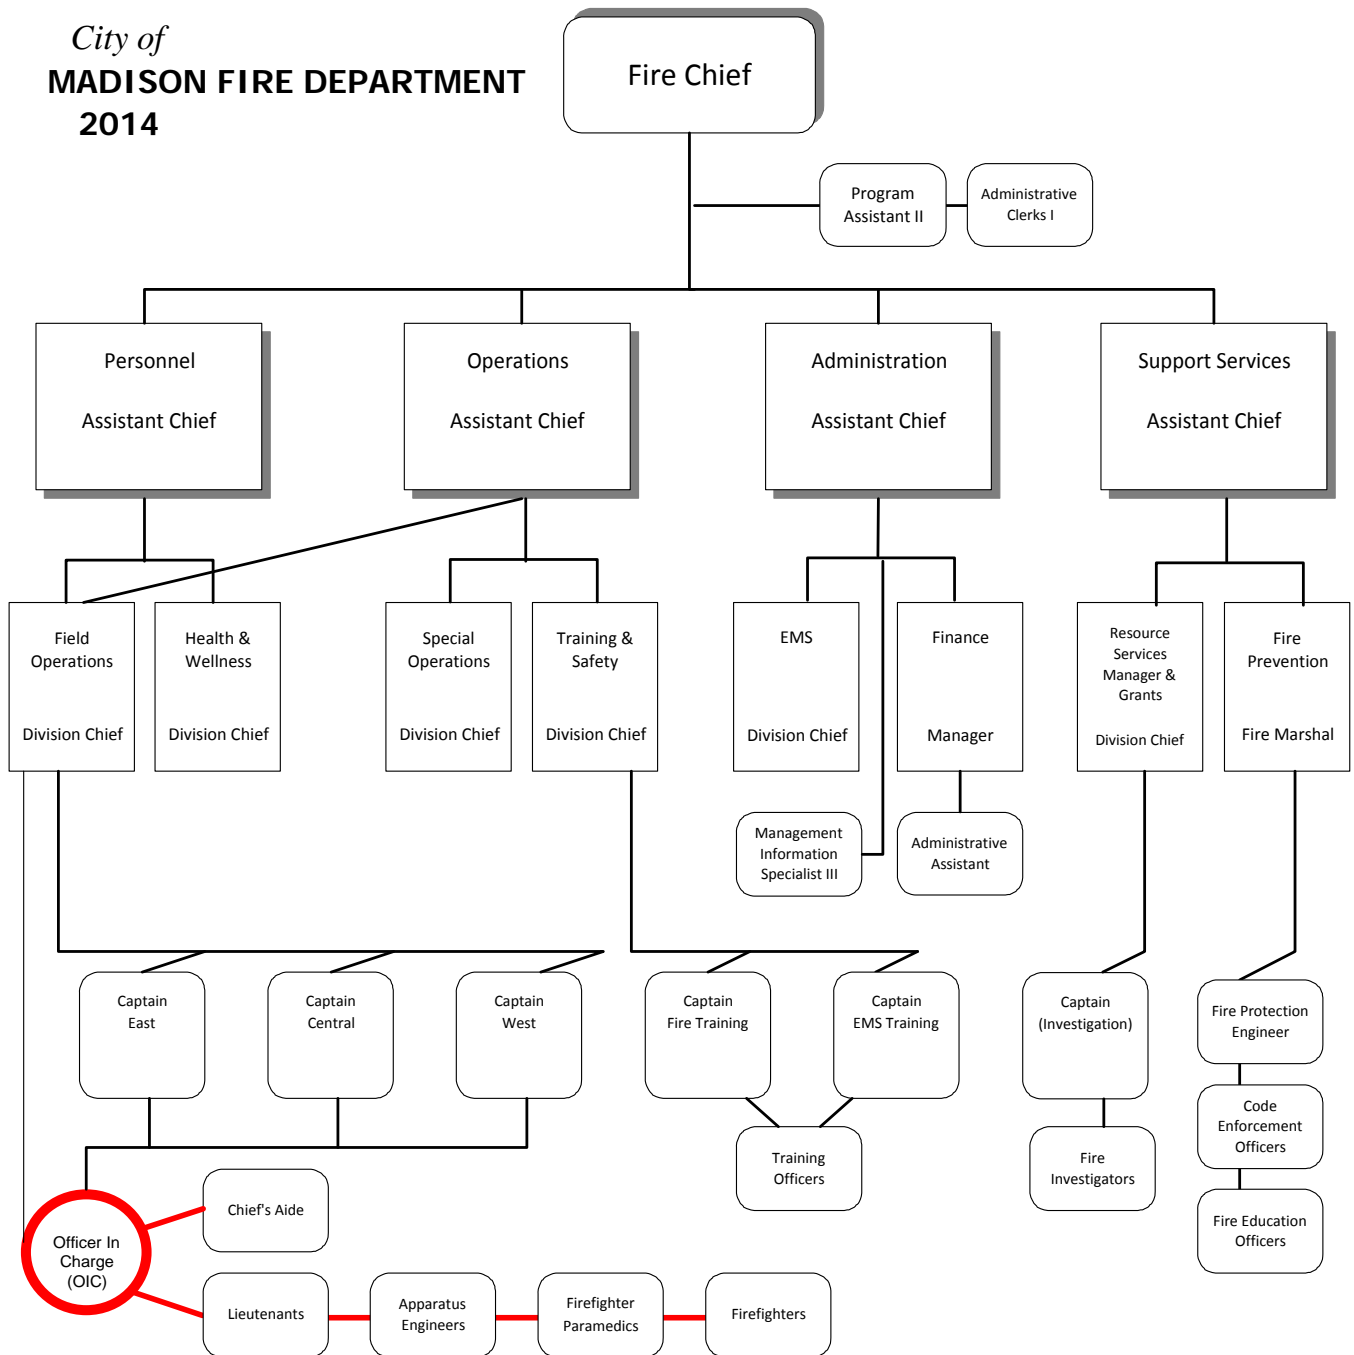 City of
MADISON FIRE DEPARTMENT
2014
Fire Chief
Program
Assistant II
Administrative
Clerks I
Personnel
Assistant Chief
Operations
Assistant Chief
Administration
Assistant Chief
Support Services
Assistant Chief
Field
Operations
Division Chief
Health &
Wellness
Division Chief
Special
Operations
Division Chief
Training &
Safety
Division Chief
EMS
Division Chief
Finance
Manager
Resource
Services
Manager &
Grants
Division Chief
Fire
Prevention
Fire Marshal
Management
Information
Specialist III
Administrative
Assistant
Captain
East
Captain
Central
Captain
West
Captain
Fire Training
Captain
EMS Training
Captain
(Investigation)
Fire Protection
Engineer
Training
Officers
Fire
Investigators
Code
Enforcement
Officers
Fire Education
Officers
Officer In
Charge
(OIC)
Chief's Aide
Lieutenants
Apparatus
Engineers
Firefighter
Paramedics
Firefighters